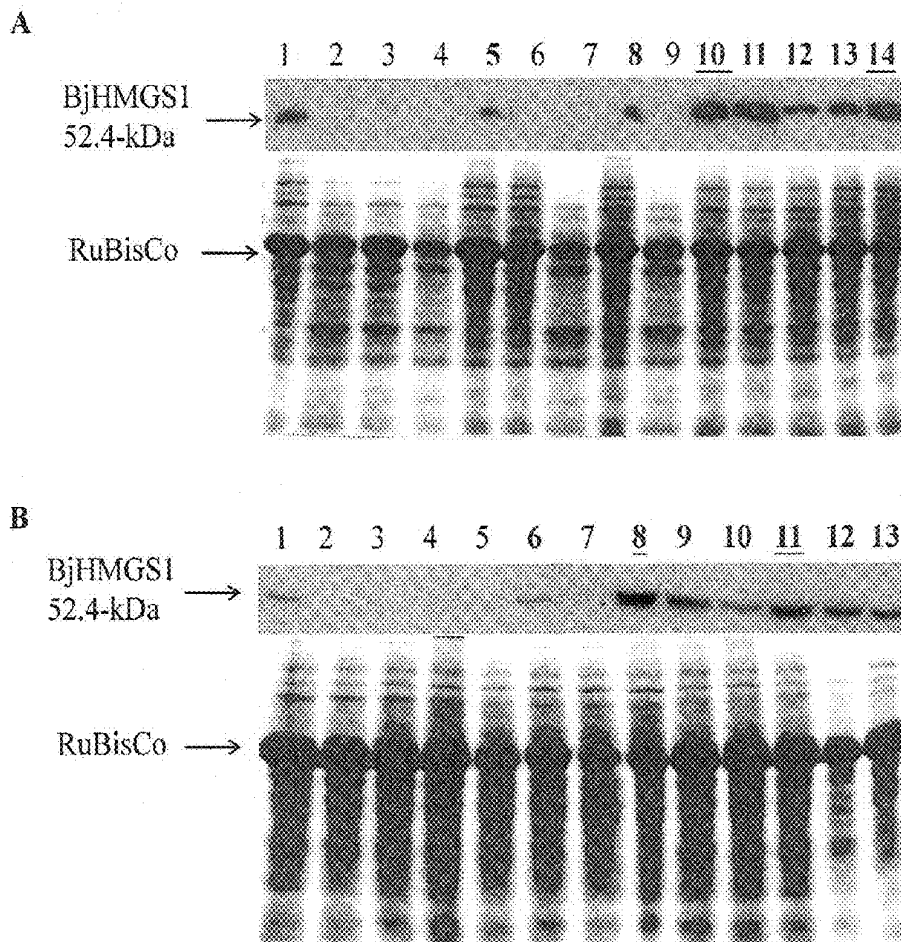 A
1 2 3 4 5 6 7 8 9 10 11 12 13 14
BjHMGS1
52.4-kDa
RuBisCo
B
1 2 3 4 5 6 7 8 9 10 11 12 13
BjHMGS1
52.4-kDa
RuBisCo